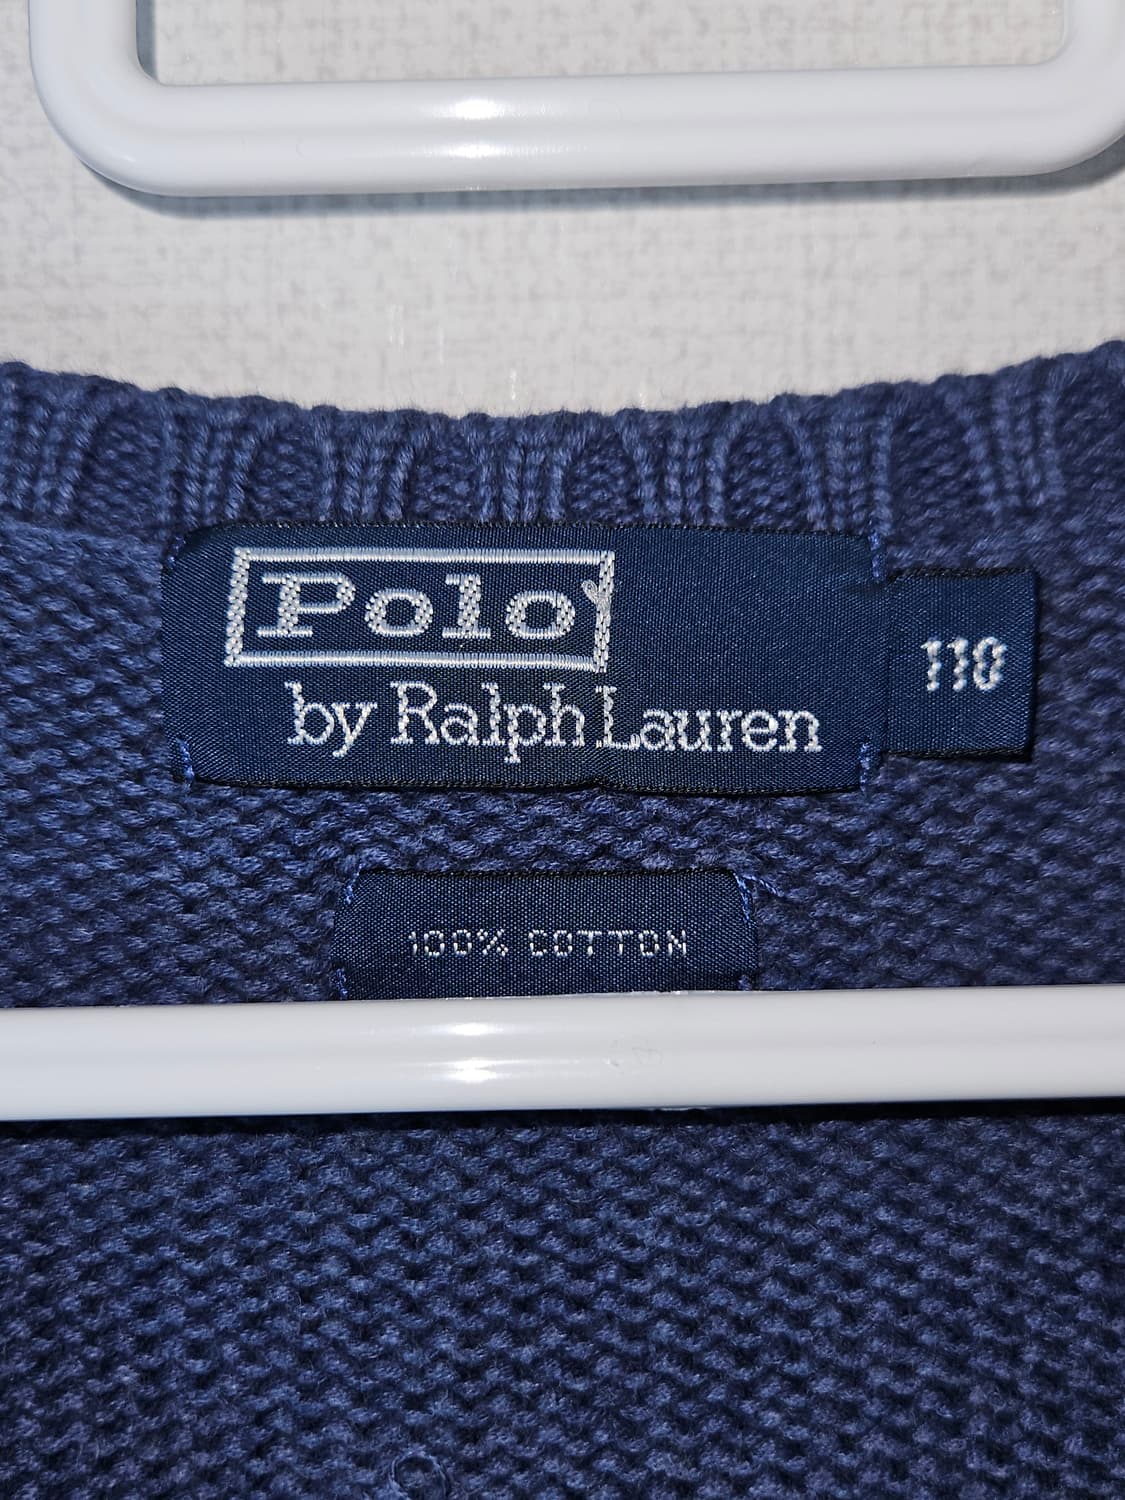 Polo
by Ralph Lauren
110
100% COTTON